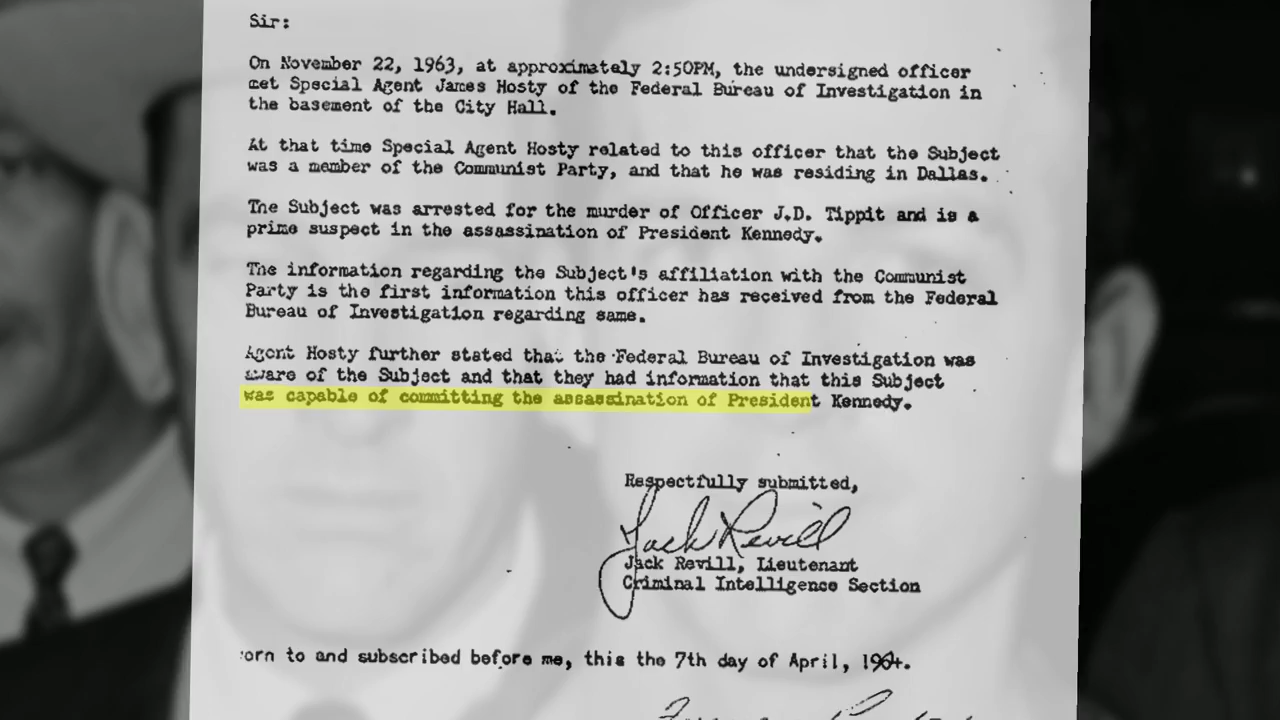 Sir:
On November 22, 1963, at approximately 2:50PM, the undersigned officer
met Special Agent James Hosty of the Federal Bureau of Investigation in
the basement of the City Hall.
At that time Special Agent Hosty related to this officer that the Subject
was a member of the Communist Party, and that he was residing in Dallas.
The Subject was arrested for the murder of Officer J.D. Tippit and is a
prime suspect in the assassination of President Kennedy.
The information regarding the Subject's affiliation with the Communist
Party is the first information this officer has received from the Federal
Bureau of Investigation regarding same.
Agent Hosty further stated that the Federal Bureau of Investigation was
aware of the Subject and that they had information that this Subject
was capable of committing the assassination of President Kennedy.
Respectfully submitted,
Jack Revill
Jack Revill, Lieutenant
Criminal Intelligence Section
orn to and subscribed before me, this the 7th day of April, 1964.